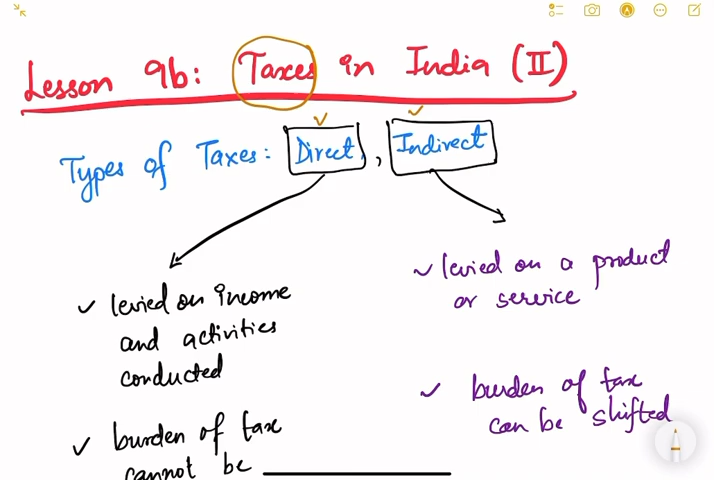 Lesson 9b: Taxes in India (II)
Types of Taxes: Direct, Indirect
✓ levied on income
and activities
conducted
✓ burden of tax
cannot be
✓ levied on a product
or service
✓ burden of tax
can be shifted